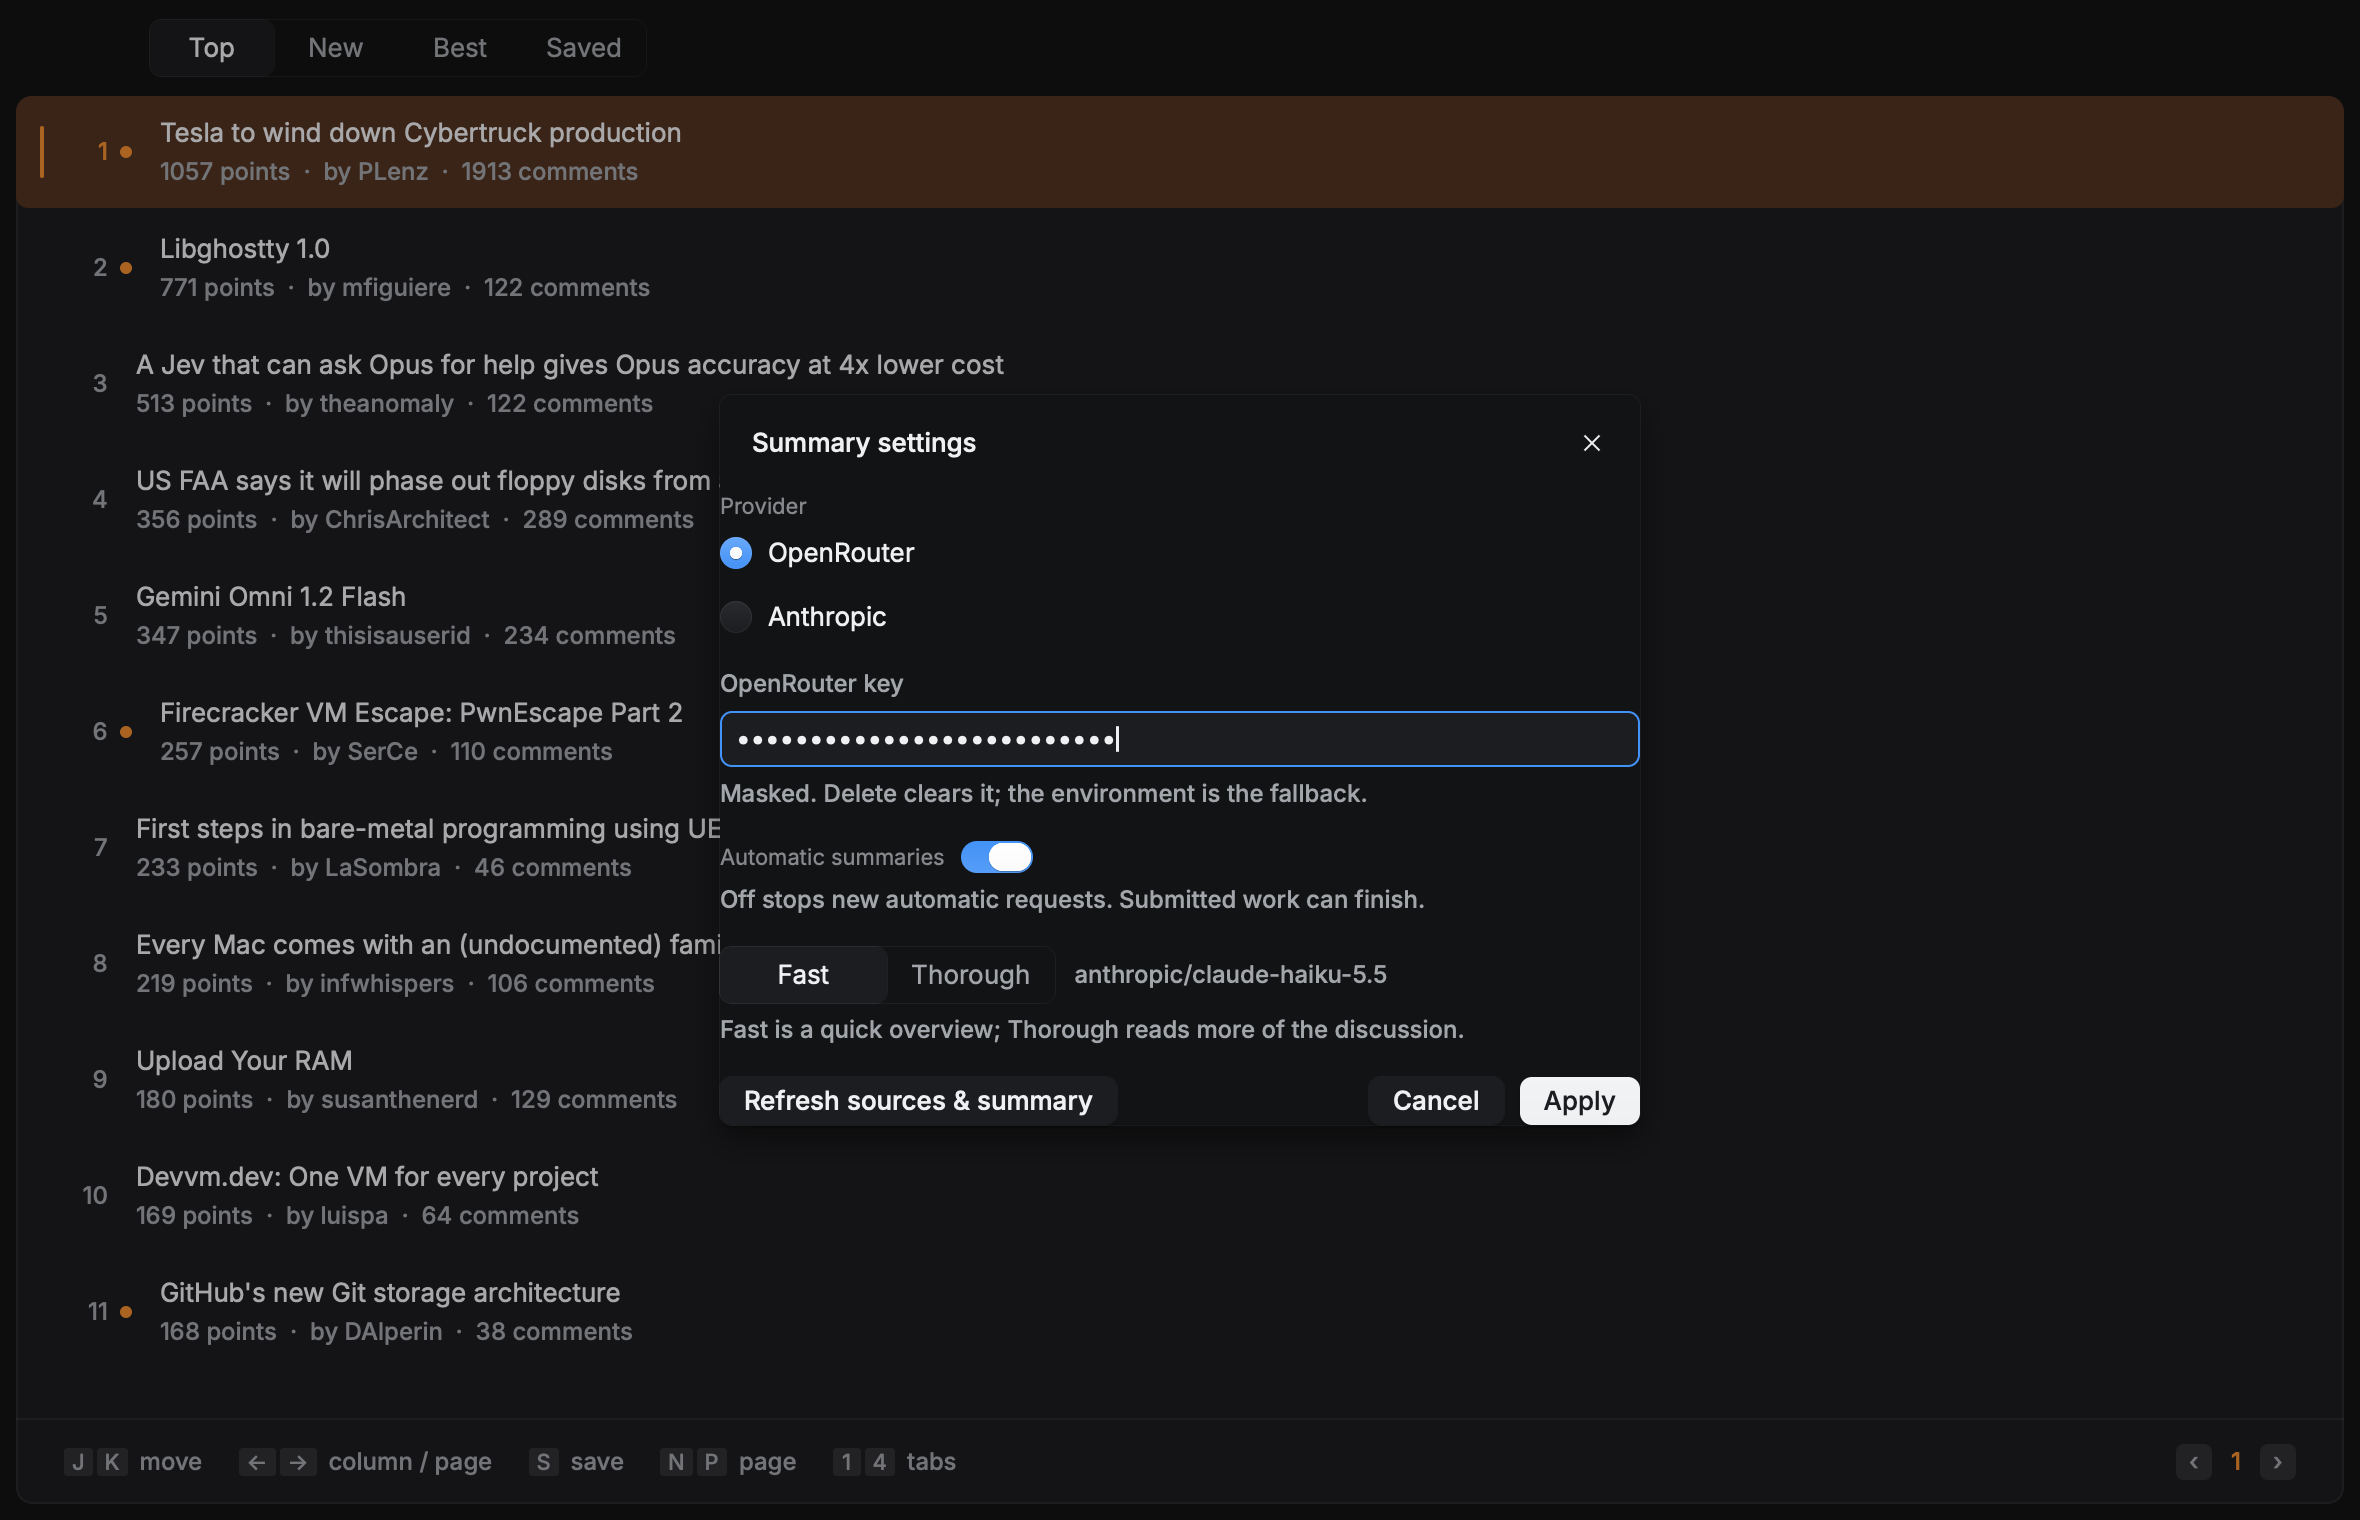 Top New Best Saved
1 Tesla to wind down Cybertruck production
1057 points · by PLenz · 1913 comments
2 Libghostty 1.0
771 points · by mfiguiere · 122 comments
3 A Jev that can ask Opus for help gives Opus accuracy at 4x lower cost
513 points · by theanomaly · 122 comments
4 US FAA says it will phase out floppy disks from
356 points · by ChrisArchitect · 289 comments
5 Gemini Omni 1.2 Flash
347 points · by thisisauserid · 234 comments
6 Firecracker VM Escape: PwnEscape Part 2
257 points · by SerCe · 110 comments
7 First steps in bare-metal programming using UE
233 points · by LaSombra · 46 comments
8 Every Mac comes with an (undocumented) fami
219 points · by infwhispers · 106 comments
9 Upload Your RAM
180 points · by susanthenerd · 129 comments
10 Devvm.dev: One VM for every project
169 points · by luispa · 64 comments
11 GitHub's new Git storage architecture
168 points · by DAlperin · 38 comments
Summary settings
Provider
OpenRouter
Anthropic
OpenRouter key
Masked. Delete clears it; the environment is the fallback.
Automatic summaries
Off stops new automatic requests. Submitted work can finish.
Fast Thorough anthropic/claude-haiku-5.5
Fast is a quick overview; Thorough reads more of the discussion.
Refresh sources & summary Cancel Apply
J K move ← → column / page S save N P page 1 4 tabs ‹ 1 ›